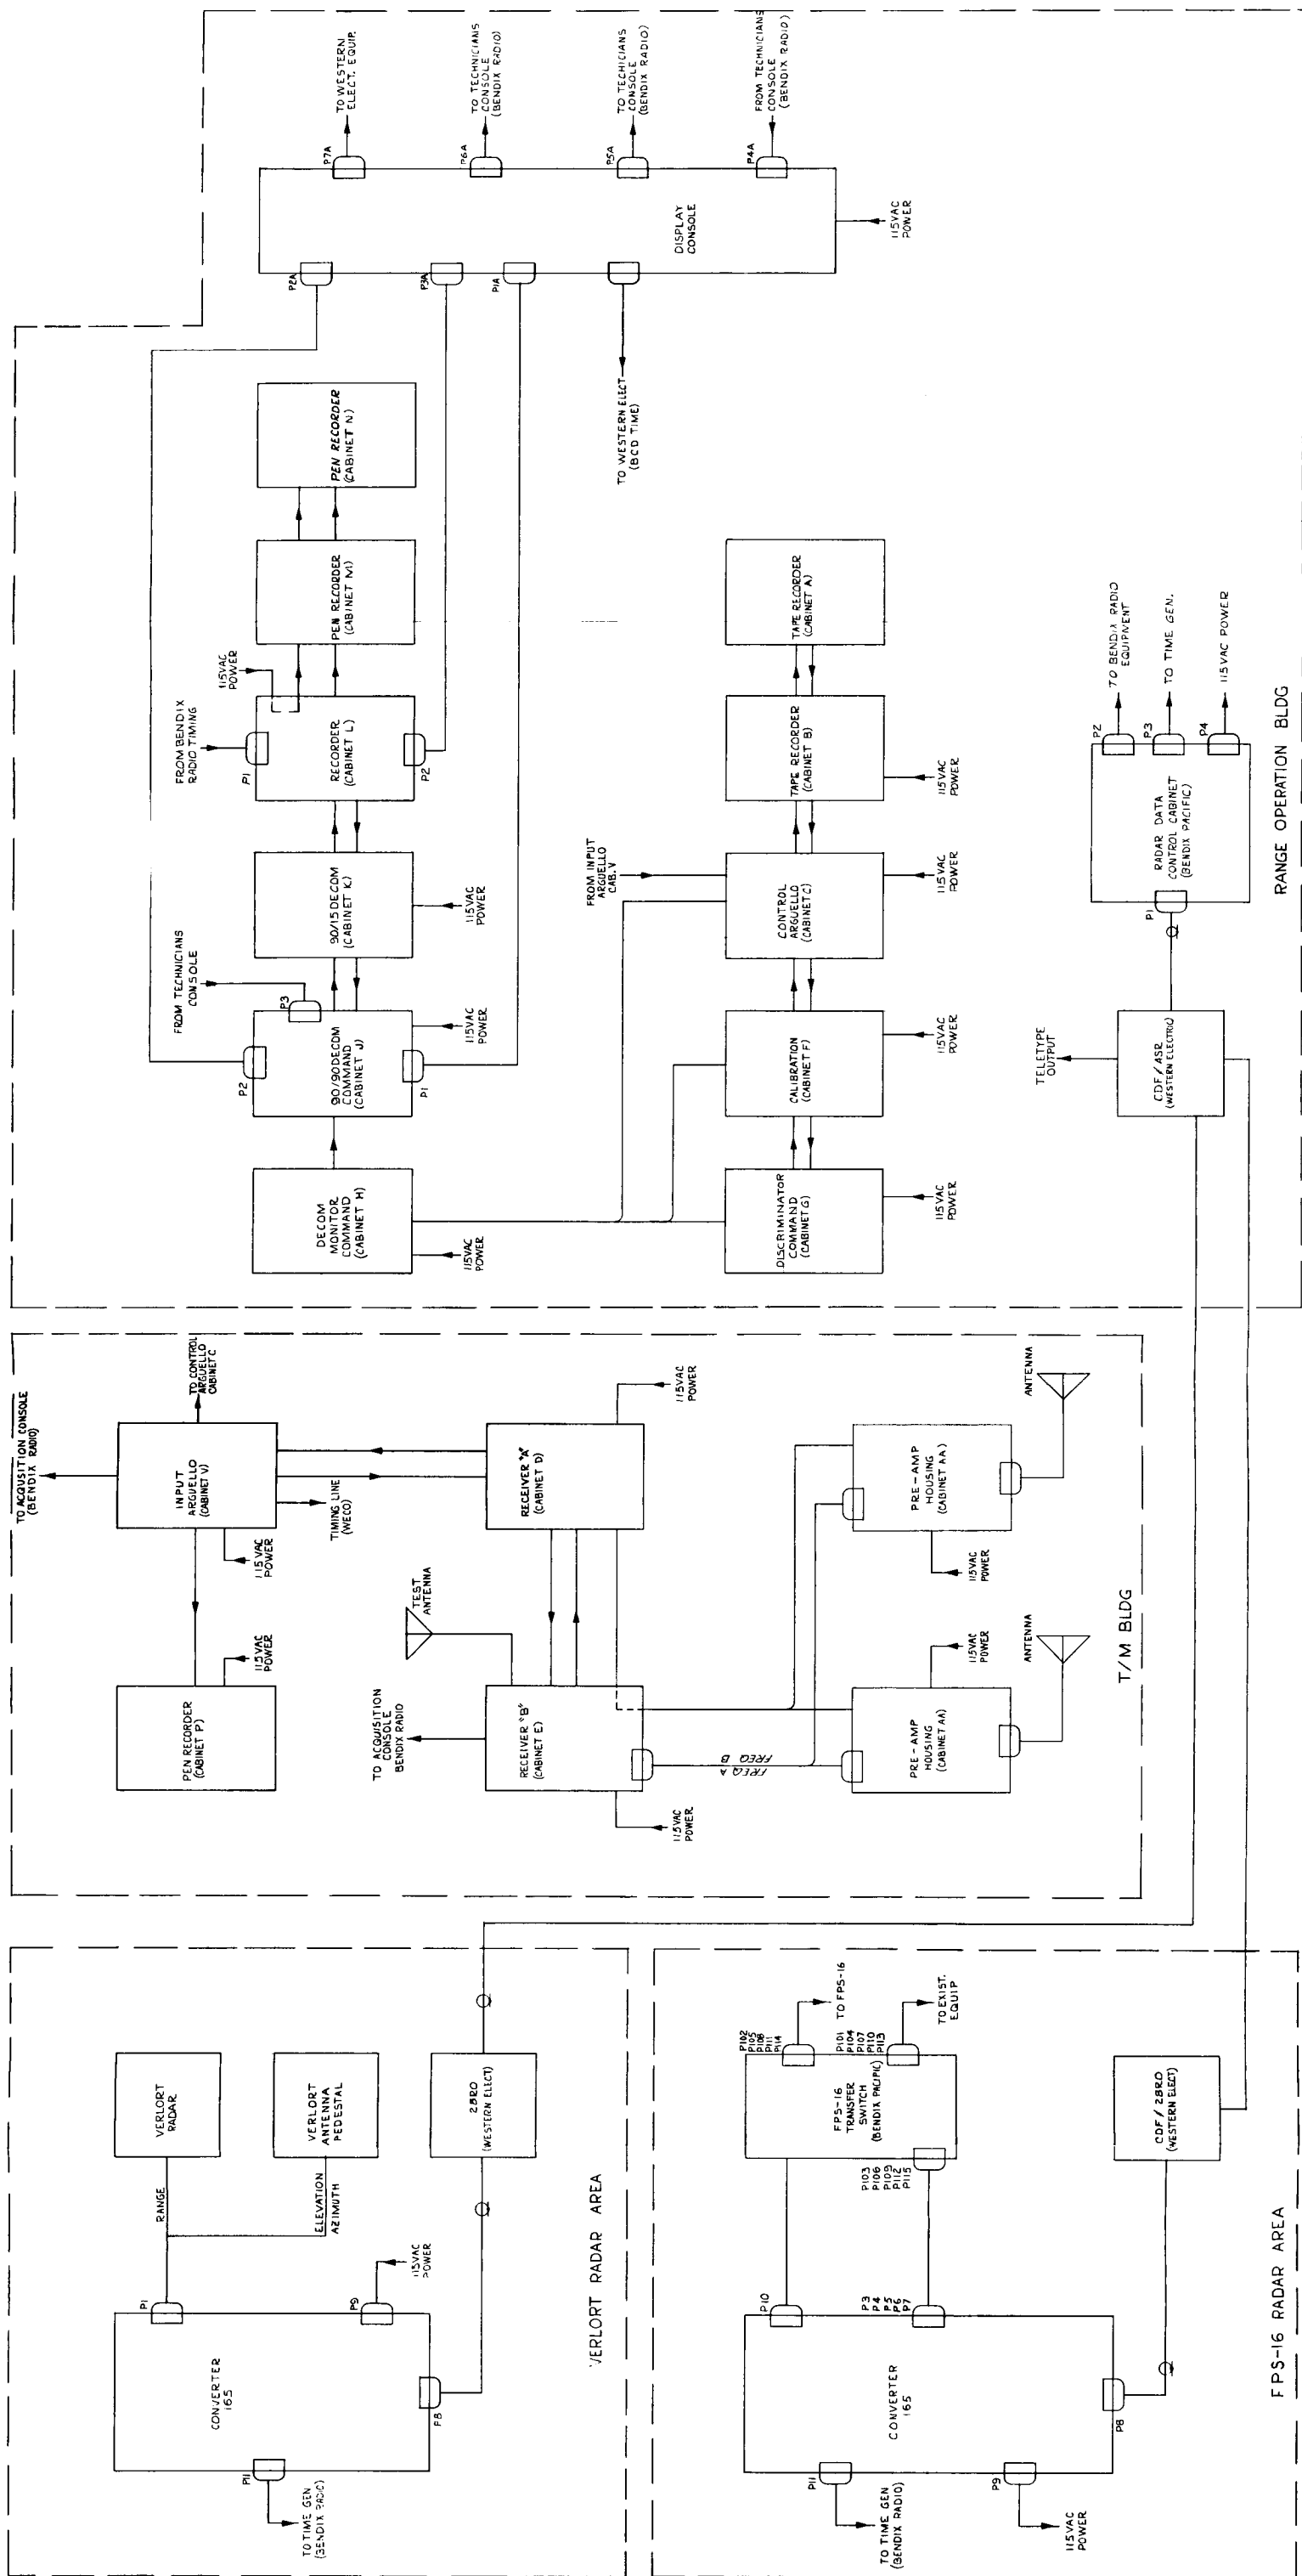 VERLORT RADAR AREA
CONVERTER
165
P11
TO TIME GEN
(BENDIX RADIO)
P1
RANGE
VERLORT
RADAR
ELEVATION
AZIMUTH
VERLORT
ANTENNA
PEDESTAL
P9
115VAC
POWER
P8
28RO
(WESTERN ELECT)
FPS-16 RADAR AREA
CONVERTER
165
P11
TO TIME GEN
(BENDIX RADIO)
P9
115VAC
POWER
P8
P10
P3
P4
P5
P6
P7
P103
P106
P109
P112
P115
FPS-16
TRANSFER
SWITCH
(BENDIX PACIFIC)
P102
P105
P108
P111
P114
TO FPS-16
P101
P104
P107
P110
P113
TO EXIST.
EQUIP
CDF/28RO
(WESTERN ELECT)
T/M BLDG
TO ACQUSITION CONSOLE
(BENDIX RADIO)
TO CONTROL
ARGUELLO
CABINET C
INPUT
ARGUELLO
(CABINET V)
115VAC
POWER
TIMING LINE
(WECO)
PEN RECORDER
(CABINET P)
115VAC
POWER
TEST
ANTENNA
TO ACQUISITION
CONSOLE
BENDIX RADIO
RECEIVER "B"
(CABINET E)
115VAC
POWER
RECEIVER "A"
(CABINET D)
115VAC
POWER
FREQ B
FREQ A
PRE-AMP
HOUSING
(CABINET AA)
115VAC
POWER
ANTENNA
PRE-AMP
HOUSING
(CABINET AA)
115VAC
POWER
ANTENNA
RANGE OPERATION BLDG
DECOM
MONITOR
COMMAND
(CABINET H)
115VAC
POWER
90/90 DECOM
COMMAND
(CABINET J)
P2
P3
P1
FROM TECHNICIANS
CONSOLE
115VAC
POWER
90/15 DECOM
(CABINET K)
115VAC
POWER
RECORDER
(CABINET L)
P1
P2
FROM BENDIX
RADIO TIMING
115VAC
POWER
PEN RECORDER
(CABINET M)
PEN RECORDER
(CABINET N)
DISCRIMINATOR
COMMAND
(CABINET G)
115VAC
POWER
CALIBRATION
(CABINET F)
115VAC
POWER
CONTROL
ARGUELLO
(CABINET C)
FROM INPUT
ARGUELLO
CAB. V
115VAC
POWER
TAPE RECORDER
(CABINET B)
115VAC
POWER
TAPE RECORDER
(CABINET A)
DISPLAY
CONSOLE
P2A
P3A
P1A
TO WESTERN ELECT
(BCD TIME)
P7A
TO WESTERN
ELECT. EQUIP.
P6A
TO TECHNICIANS
CONSOLE
(BENDIX RADIO)
P5A
TO TECHICIANS
CONSOLE
(BENDIX RADIO)
P4A
FROM TECHNICIANS
CONSOLE
(BENDIX RADIO)
115VAC
POWER
CDF/ASR
(WESTERN ELECTRIC)
TELETYPE
OUTPUT
P1
RADAR DATA
CONTROL CABINET
(BENDIX PACIFIC)
P2
TO BENDIX RADIO
EQUIPMENT
P3
TO TIME GEN.
P4
115VAC POWER